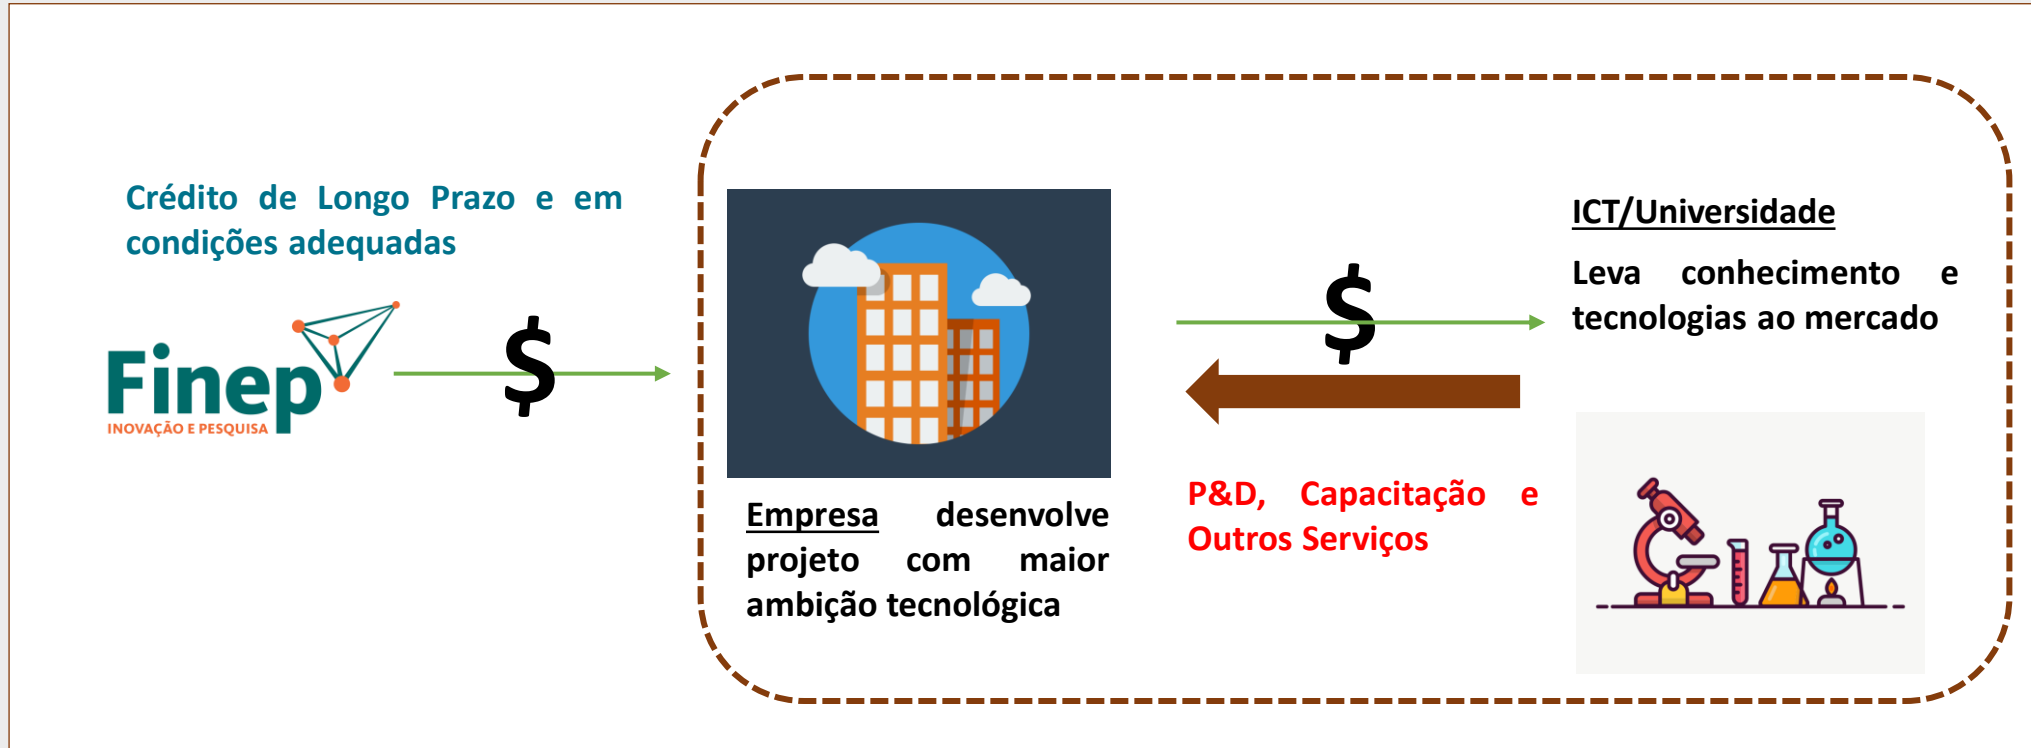 Crédito de Longo Prazo e em
condições adequadas
Finep
INOVAÇÃO E PESQUISA
$
Empresa desenvolve
projeto com maior
ambição tecnológica
$
P&D, Capacitação e
Outros Serviços
ICT/Universidade
Leva conhecimento e
tecnologias ao mercado